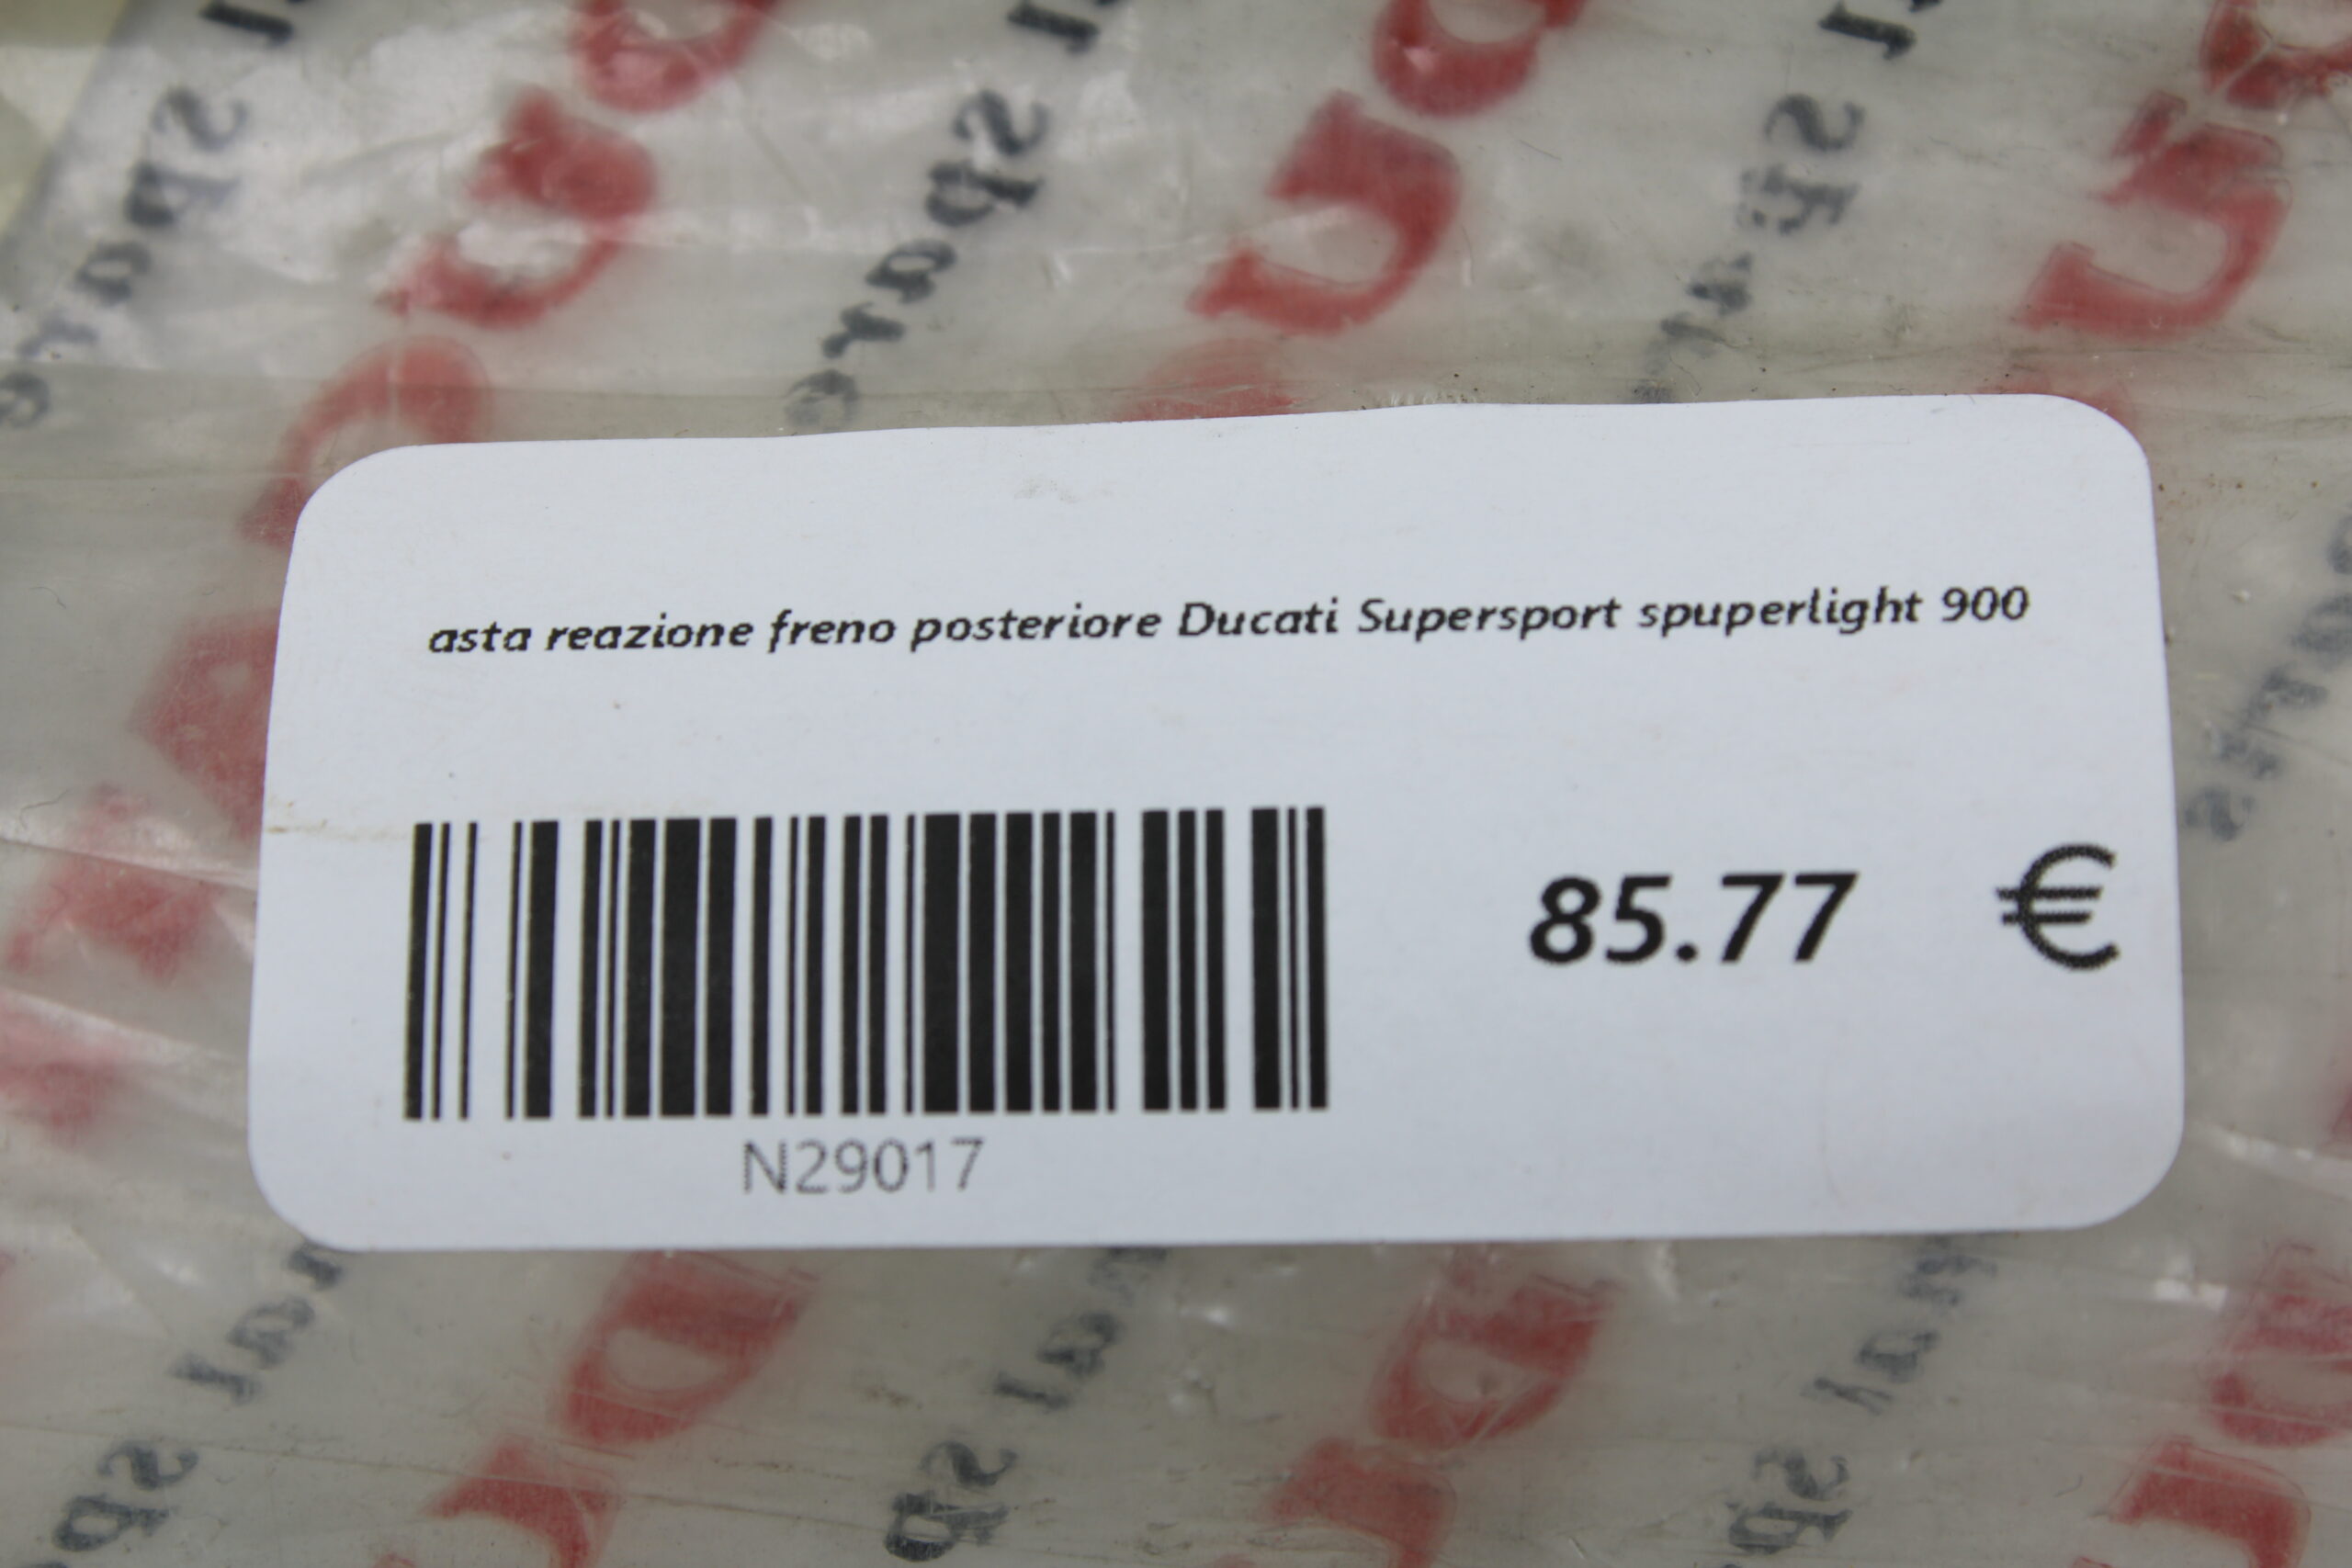 asta reazione freno posteriore Ducati Supersport spuperlight 900
85.77 €
N29017